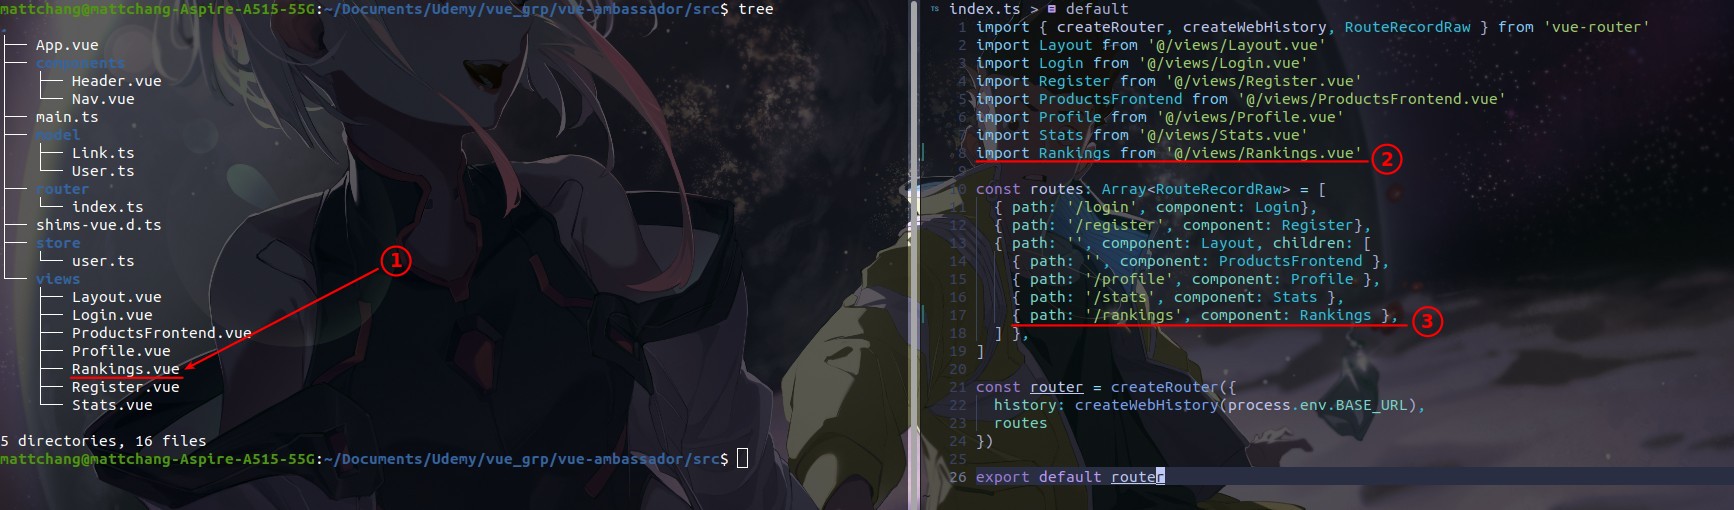 mattchang@mattchang-Aspire-A515-55G:~/Documents/Udemy/vue_grp/vue-ambassador/src$ tree
.
├── App.vue
├── components
│   ├── Header.vue
│   └── Nav.vue
├── main.ts
├── model
│   ├── Link.ts
│   └── User.ts
├── router
│   └── index.ts
├── shims-vue.d.ts
├── store
│   └── user.ts
└── views
    ├── Layout.vue
    ├── Login.vue
    ├── ProductsFrontend.vue
    ├── Profile.vue
    ├── Rankings.vue
    ├── Register.vue
    └── Stats.vue
①
5 directories, 16 files
mattchang@mattchang-Aspire-A515-55G:~/Documents/Udemy/vue_grp/vue-ambassador/src$
TS index.ts > default
1 import { createRouter, createWebHistory, RouteRecordRaw } from 'vue-router'
2 import Layout from '@/views/Layout.vue'
3 import Login from '@/views/Login.vue'
4 import Register from '@/views/Register.vue'
5 import ProductsFrontend from '@/views/ProductsFrontend.vue'
6 import Profile from '@/views/Profile.vue'
7 import Stats from '@/views/Stats.vue'
8 import Rankings from '@/views/Rankings.vue' ②
9
10 const routes: Array<RouteRecordRaw> = [
11   { path: '/login', component: Login},
12   { path: '/register', component: Register},
13   { path: '', component: Layout, children: [
14     { path: '', component: ProductsFrontend },
15     { path: '/profile', component: Profile },
16     { path: '/stats', component: Stats },
17     { path: '/rankings', component: Rankings }, ③
18   ] },
19 ]
20
21 const router = createRouter({
22   history: createWebHistory(process.env.BASE_URL),
23   routes
24 })
25
26 export default router
~